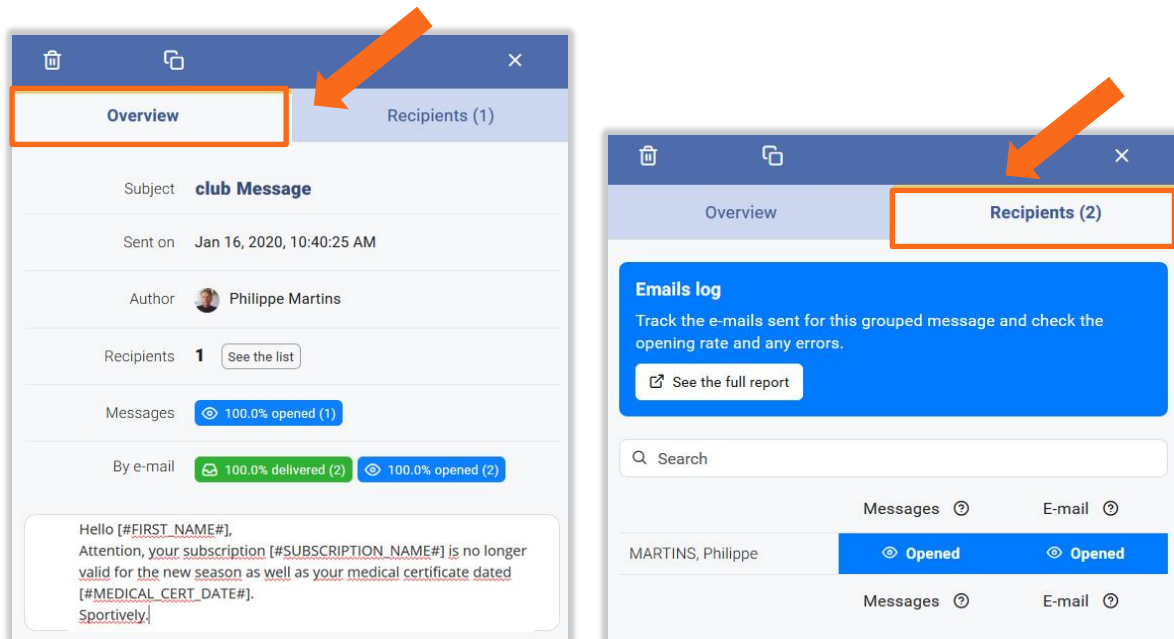 Overview
Recipients (1)
Subject club Message
Sent on Jan 16, 2020, 10:40:25 AM
Author Philippe Martins
Recipients 1 See the list
Messages 100.0% opened (1)
By e-mail 100.0% delivered (2) 100.0% opened (2)
Hello [#FIRST_NAME#],
Attention, your subscription [#SUBSCRIPTION_NAME#] is no longer
valid for the new season as well as your medical certificate dated
[#MEDICAL_CERT_DATE#].
Sportively.
Overview
Recipients (2)
Emails log
Track the e-mails sent for this grouped message and check the
opening rate and any errors.
See the full report
Search
Messages E-mail
MARTINS, Philippe Opened Opened
Messages E-mail